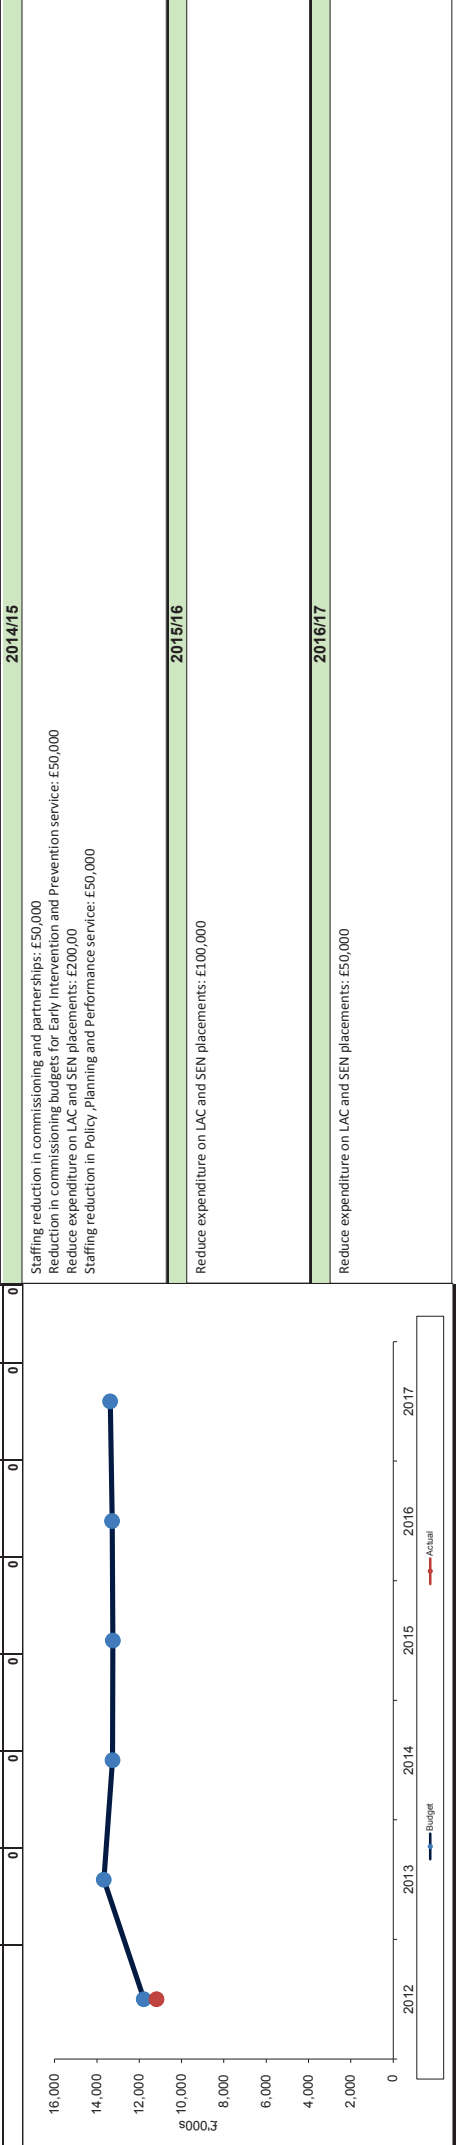 0 0 0 0 0 0 0
16,000
14,000
12,000
10,000
8,000
6,000
4,000
2,000
0
£'000s
2012 2013 2014 2015 2016 2017
Budget Actual
2014/15
Staffing reduction in commissioning and partnerships: £50,000
Reduction in commissioning budgets for Early Intervention and Prevention service: £50,000
Reduce expenditure on LAC and SEN placements: £200,00
Staffing reduction in Policy ,Planning and Performance service: £50,000
2015/16
Reduce expenditure on LAC and SEN placements: £100,000
2016/17
Reduce expenditure on LAC and SEN placements: £50,000